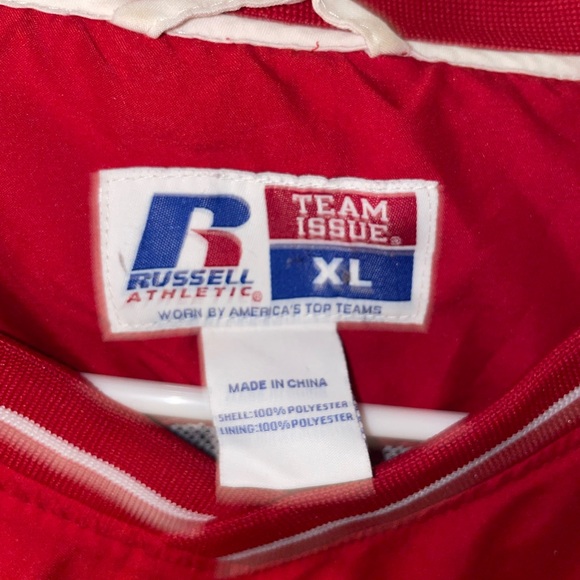 RUSSELL
ATHLETIC®
TEAM
ISSUE®
XL
WORN BY AMERICA'S TOP TEAMS
MADE IN CHINA
SHELL:100%POLYESTER
LINING:100%POLYESTER